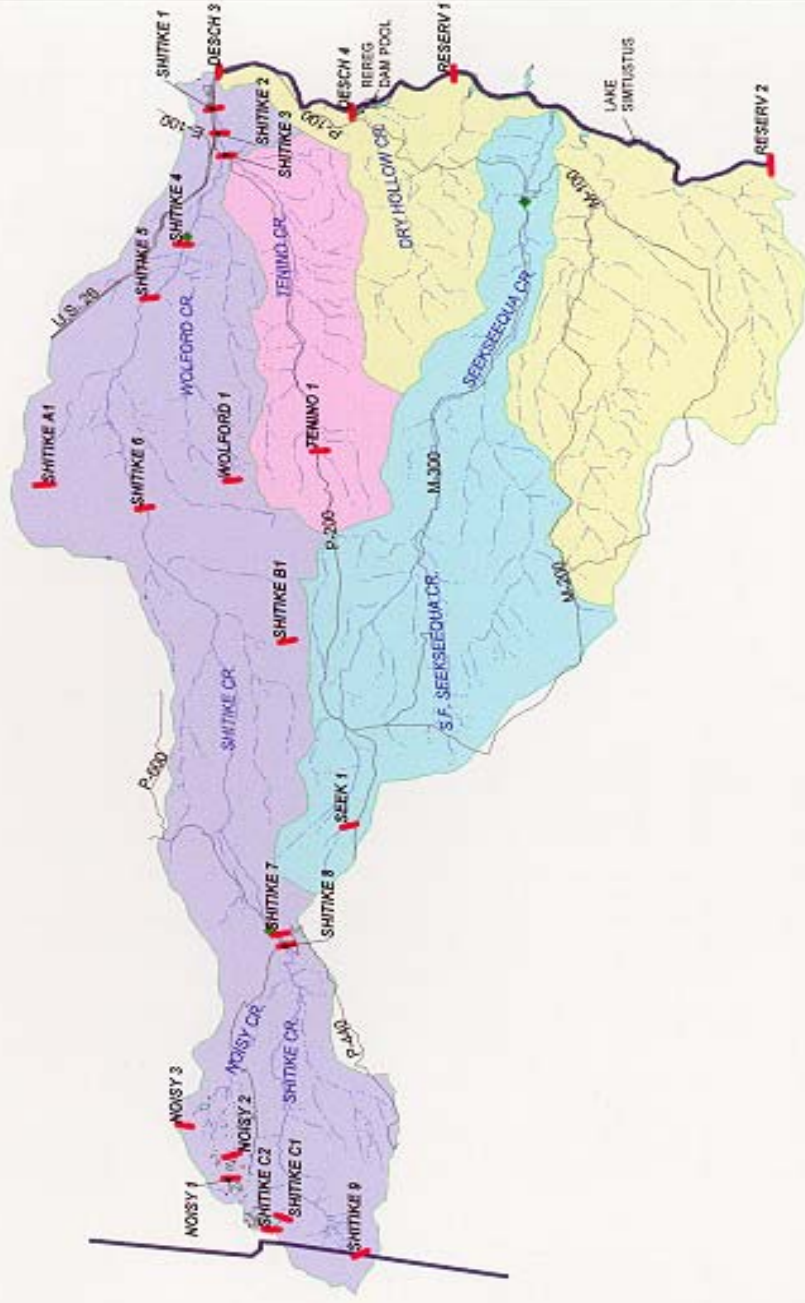 SHITIKE 1
DESCH 3
SHITIKE 2
SHITIKE 3
P-100
DESCH 4
REREG
DAM POOL
RESERV 1
LAKE
SIMTUSTUS
RESERV 2
M-100
SHITIKE 4
SHITIKE 5
U.S. 26
WOLFORD CR.
TENINO CR.
DRY HOLLOW CR.
SEEKSEEQUA CR.
SHITIKE A1
SHITIKE 6
WOLFORD 1
TENINO 1
P-200
M-300
M-200
SHITIKE B1
SHITIKE CR.
S.F. SEEKSEEQUA CR.
P-600
SEEK 1
SHITIKE 7
SHITIKE 8
NOISY CR.
SHITIKE CR.
P-440
NOISY 3
NOISY 2
NOISY 1
SHITIKE C2
SHITIKE C1
SHITIKE 9